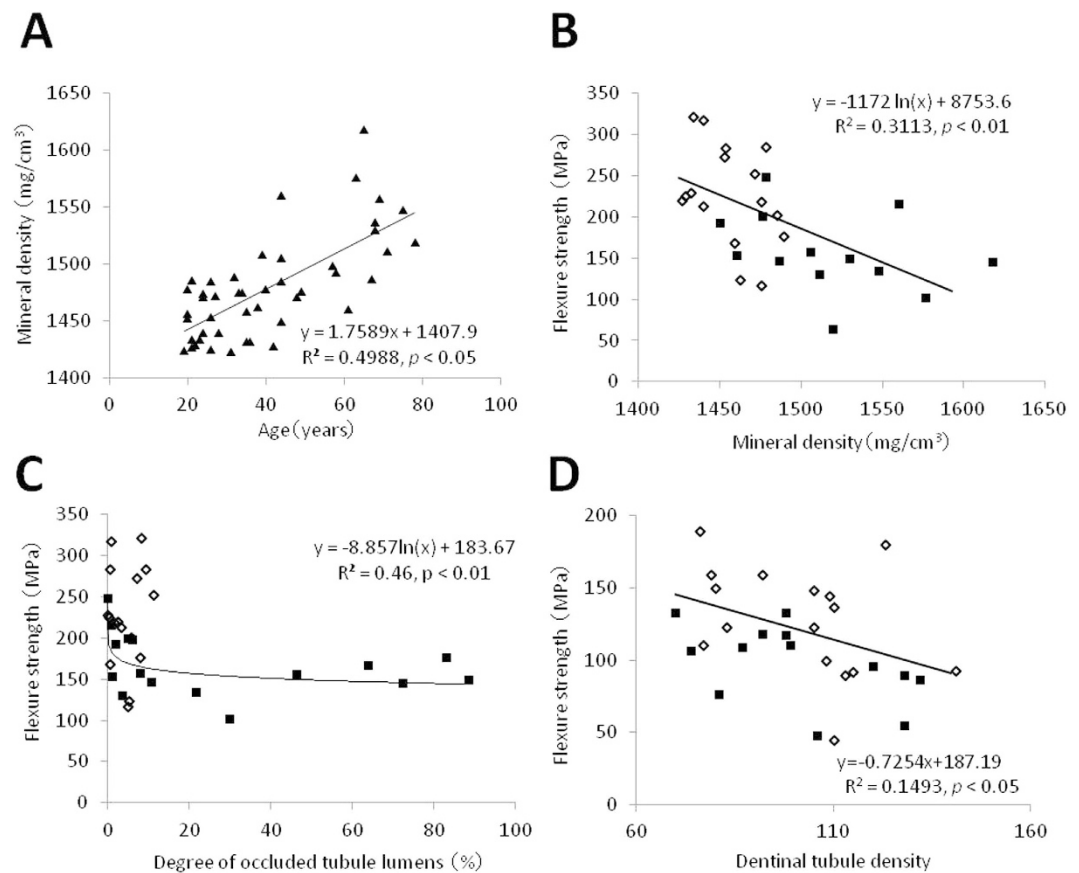 A
Mineral density (mg/cm³)
1650
1600
1550
1500
1450
1400
y = 1.7589x + 1407.9
R² = 0.4988, p < 0.05
0 20 40 60 80 100
Age(years)
B
Flexure strength (MPa)
350
300
250
200
150
100
50
0
y = -1172 ln(x) + 8753.6
R² = 0.3113, p < 0.01
1400 1450 1500 1550 1600 1650
Mineral density(mg/cm³)
C
Flexure strength (MPa)
350
300
250
200
150
100
50
0
y = -8.857ln(x) + 183.67
R² = 0.46, p < 0.01
0 20 40 60 80 100
Degree of occluded tubule lumens (%)
D
Flexure strength (MPa)
200
150
100
50
0
y=-0.7254x+187.19
R² = 0.1493, p < 0.05
60 110 160
Dentinal tubule density